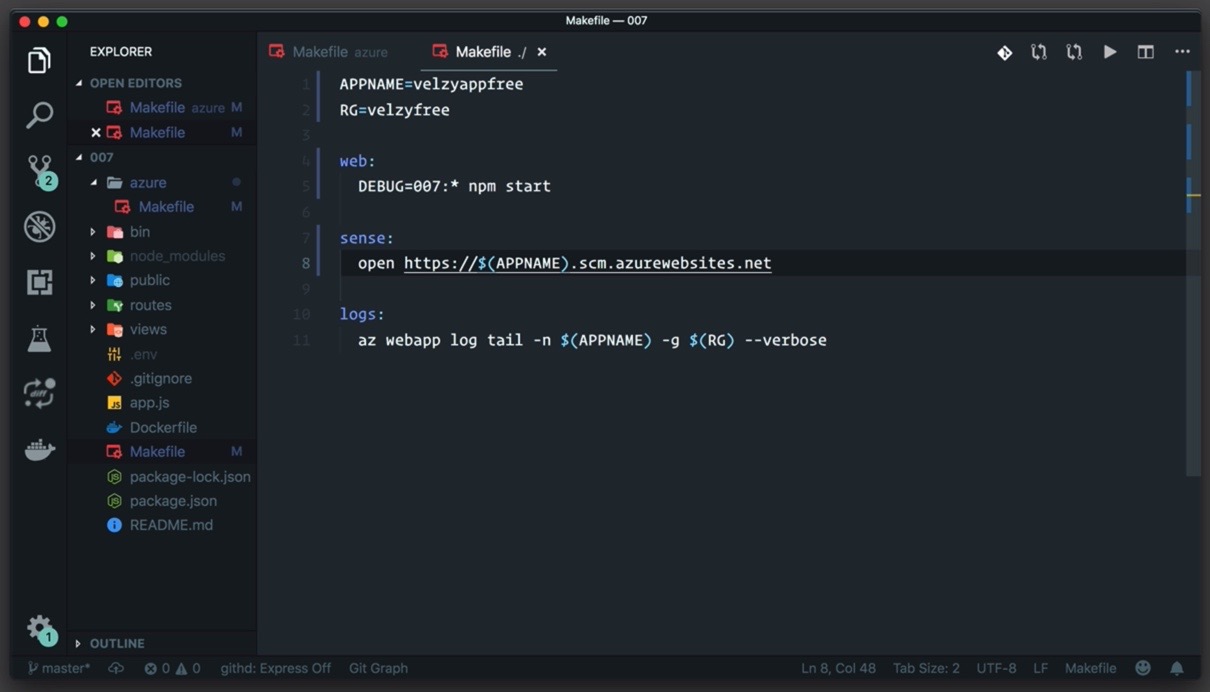 Makefile — 007
EXPLORER
OPEN EDITORS
Makefile azure M
Makefile M
007
azure
Makefile M
bin
node_modules
public
routes
views
.env
.gitignore
JS app.js
Dockerfile
Makefile M
package-lock.json
package.json
README.md
OUTLINE
2
diff
1
Makefile azure
Makefile ./
1 APPNAME=velzyappfree
2 RG=velzyfree
3
4 web:
5 DEBUG=007:* npm start
6
7 sense:
8 open https://$(APPNAME).scm.azurewebsites.net
9
10 logs:
11 az webapp log tail -n $(APPNAME) -g $(RG) --verbose
master* 0 0 githd: Express Off Git Graph Ln 8, Col 48 Tab Size: 2 UTF-8 LF Makefile